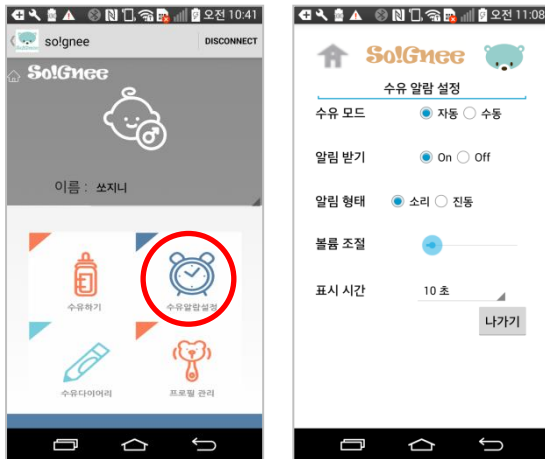 오전 10:41
so!gnee
DISCONNECT
So!Gnee
이름 : 쏘지니
수유하기
수유알람설정
수유다이어리
프로필 관리
오전 11:08
So!Gnee
수유 알람 설정
수유 모드 자동 수동
알림 받기 On Off
알림 형태 소리 진동
볼륨 조절
표시 시간 10 초
나가기